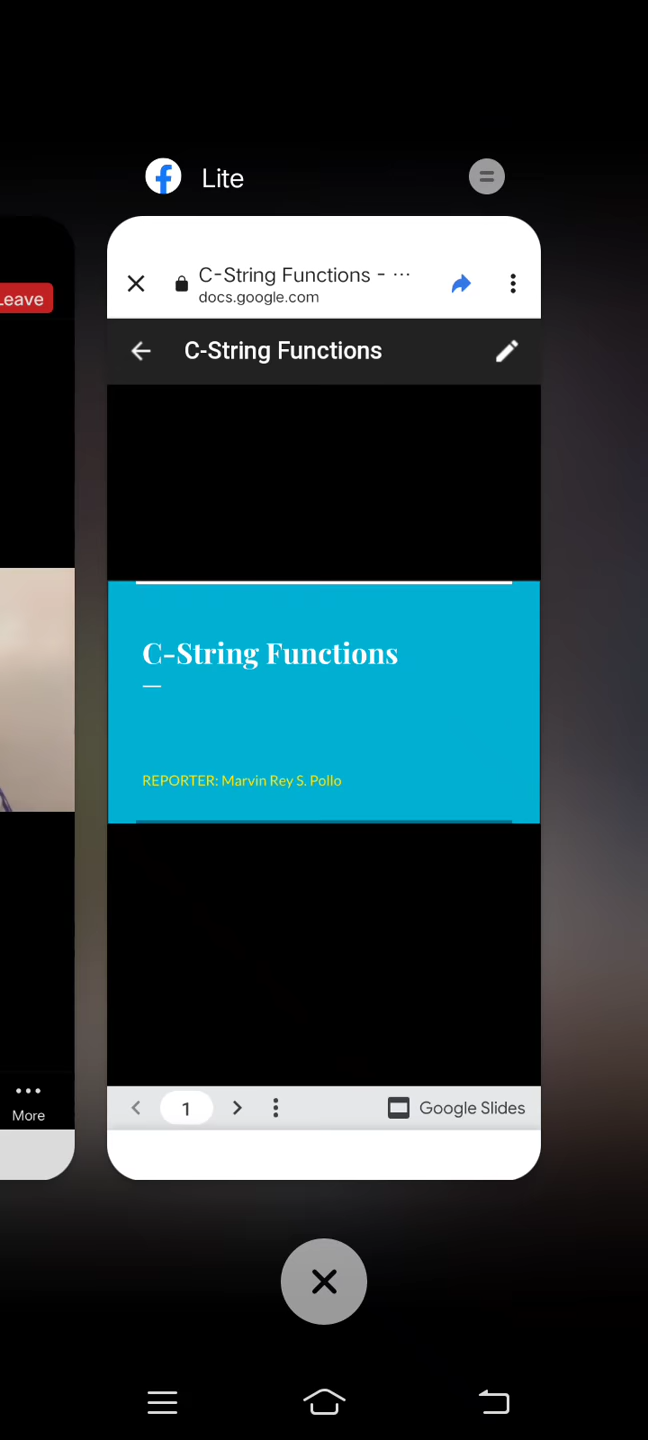 Lite
Leave
C-String Functions - ...
docs.google.com
C-String Functions
C-String Functions
REPORTER: Marvin Rey S. Pollo
More
1
Google Slides